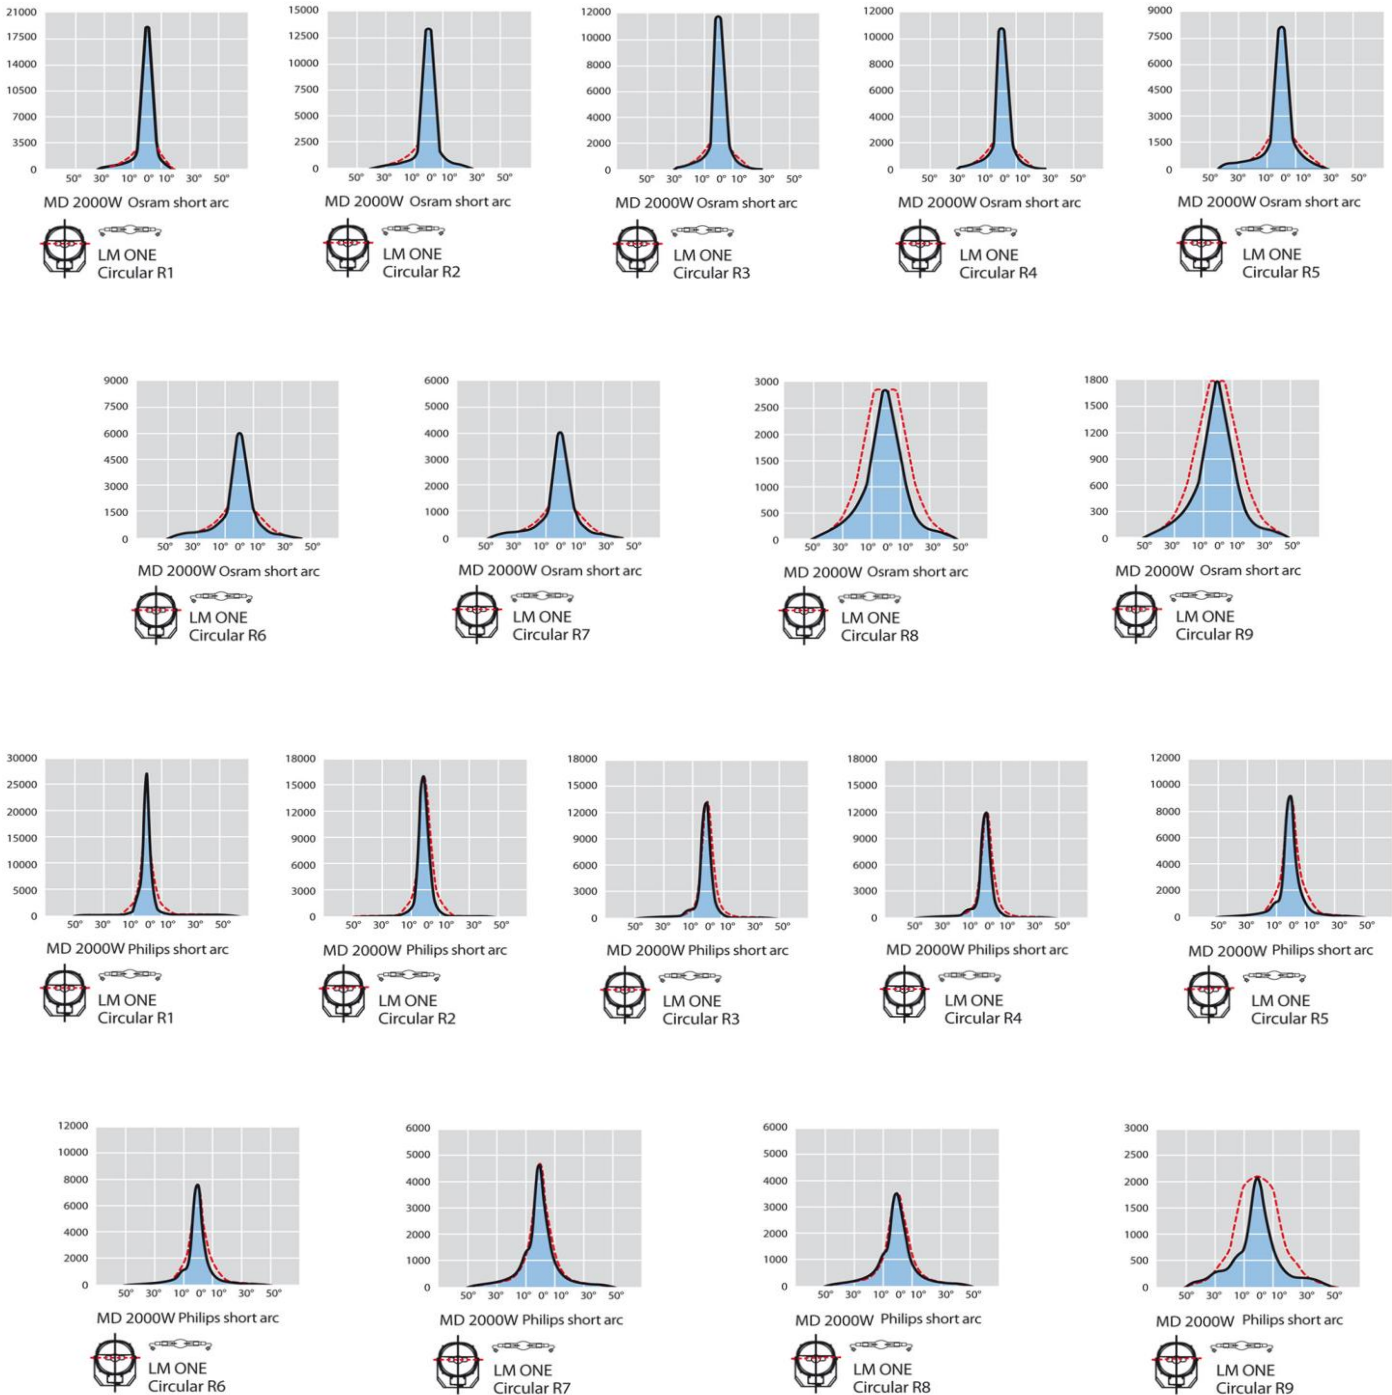 21000
17500
14000
10500
7000
3500
0
50° 30° 10° 0° 10° 30° 50°
MD 2000W Osram short arc
LM ONE
Circular R1
15000
12500
10000
7500
5000
2500
0
50° 30° 10° 0° 10° 30° 50°
MD 2000W Osram short arc
LM ONE
Circular R2
12000
10000
8000
6000
4000
2000
0
50° 30° 10° 0° 10° 30° 50°
MD 2000W Osram short arc
LM ONE
Circular R3
12000
10000
8000
6000
4000
2000
0
50° 30° 10° 0° 10° 30° 50°
MD 2000W Osram short arc
LM ONE
Circular R4
9000
7500
6000
4500
3000
1500
0
50° 30° 10° 0° 10° 30° 50°
MD 2000W Osram short arc
LM ONE
Circular R5
9000
7500
6000
4500
3000
1500
0
50° 30° 10° 0° 10° 30° 50°
MD 2000W Osram short arc
LM ONE
Circular R6
6000
5000
4000
3000
2000
1000
0
50° 30° 10° 0° 10° 30° 50°
MD 2000W Osram short arc
LM ONE
Circular R7
3000
2500
2000
1500
1000
500
0
50° 30° 10° 0° 10° 30° 50°
MD 2000W Osram short arc
LM ONE
Circular R8
1800
1500
1200
900
600
300
0
50° 30° 10° 0° 10° 30° 50°
MD 2000W Osram short arc
LM ONE
Circular R9
30000
25000
20000
15000
10000
5000
0
50° 30° 10° 0° 10° 30° 50°
MD 2000W Philips short arc
LM ONE
Circular R1
18000
15000
12000
9000
6000
3000
0
50° 30° 10° 0° 10° 30° 50°
MD 2000W Philips short arc
LM ONE
Circular R2
18000
15000
12000
9000
6000
3000
0
50° 30° 10° 0° 10° 30° 50°
MD 2000W Philips short arc
LM ONE
Circular R3
18000
15000
12000
9000
6000
3000
0
50° 30° 10° 0° 10° 30° 50°
MD 2000W Philips short arc
LM ONE
Circular R4
12000
10000
8000
6000
4000
2000
0
50° 30° 10° 0° 10° 30° 50°
MD 2000W Philips short arc
LM ONE
Circular R5
12000
10000
8000
6000
4000
2000
0
50° 30° 10° 0° 10° 30° 50°
MD 2000W Philips short arc
LM ONE
Circular R6
6000
5000
4000
3000
2000
1000
0
50° 30° 10° 0° 10° 30° 50°
MD 2000W Philips short arc
LM ONE
Circular R7
6000
5000
4000
3000
2000
1000
0
50° 30° 10° 0° 10° 30° 50°
MD 2000W Philips short arc
LM ONE
Circular R8
3000
2500
2000
1500
1000
500
0
50° 30° 10° 0° 10° 30° 50°
MD 2000W Philips short arc
LM ONE
Circular R9